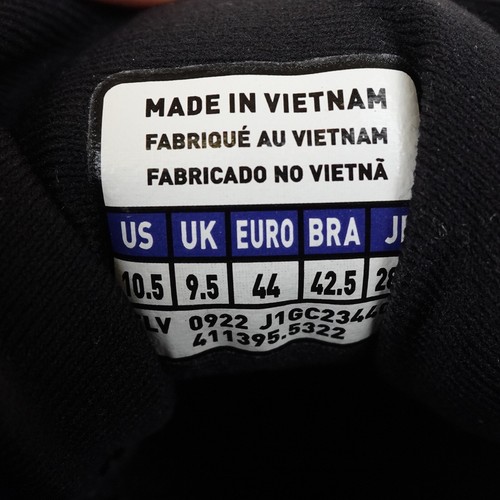 MADE IN VIETNAM
FABRIQUÉ AU VIETNAM
FABRICADO NO VIETNÃ
US UK EURO BRA
10.5 9.5 44 42.5
0922
411395.5322